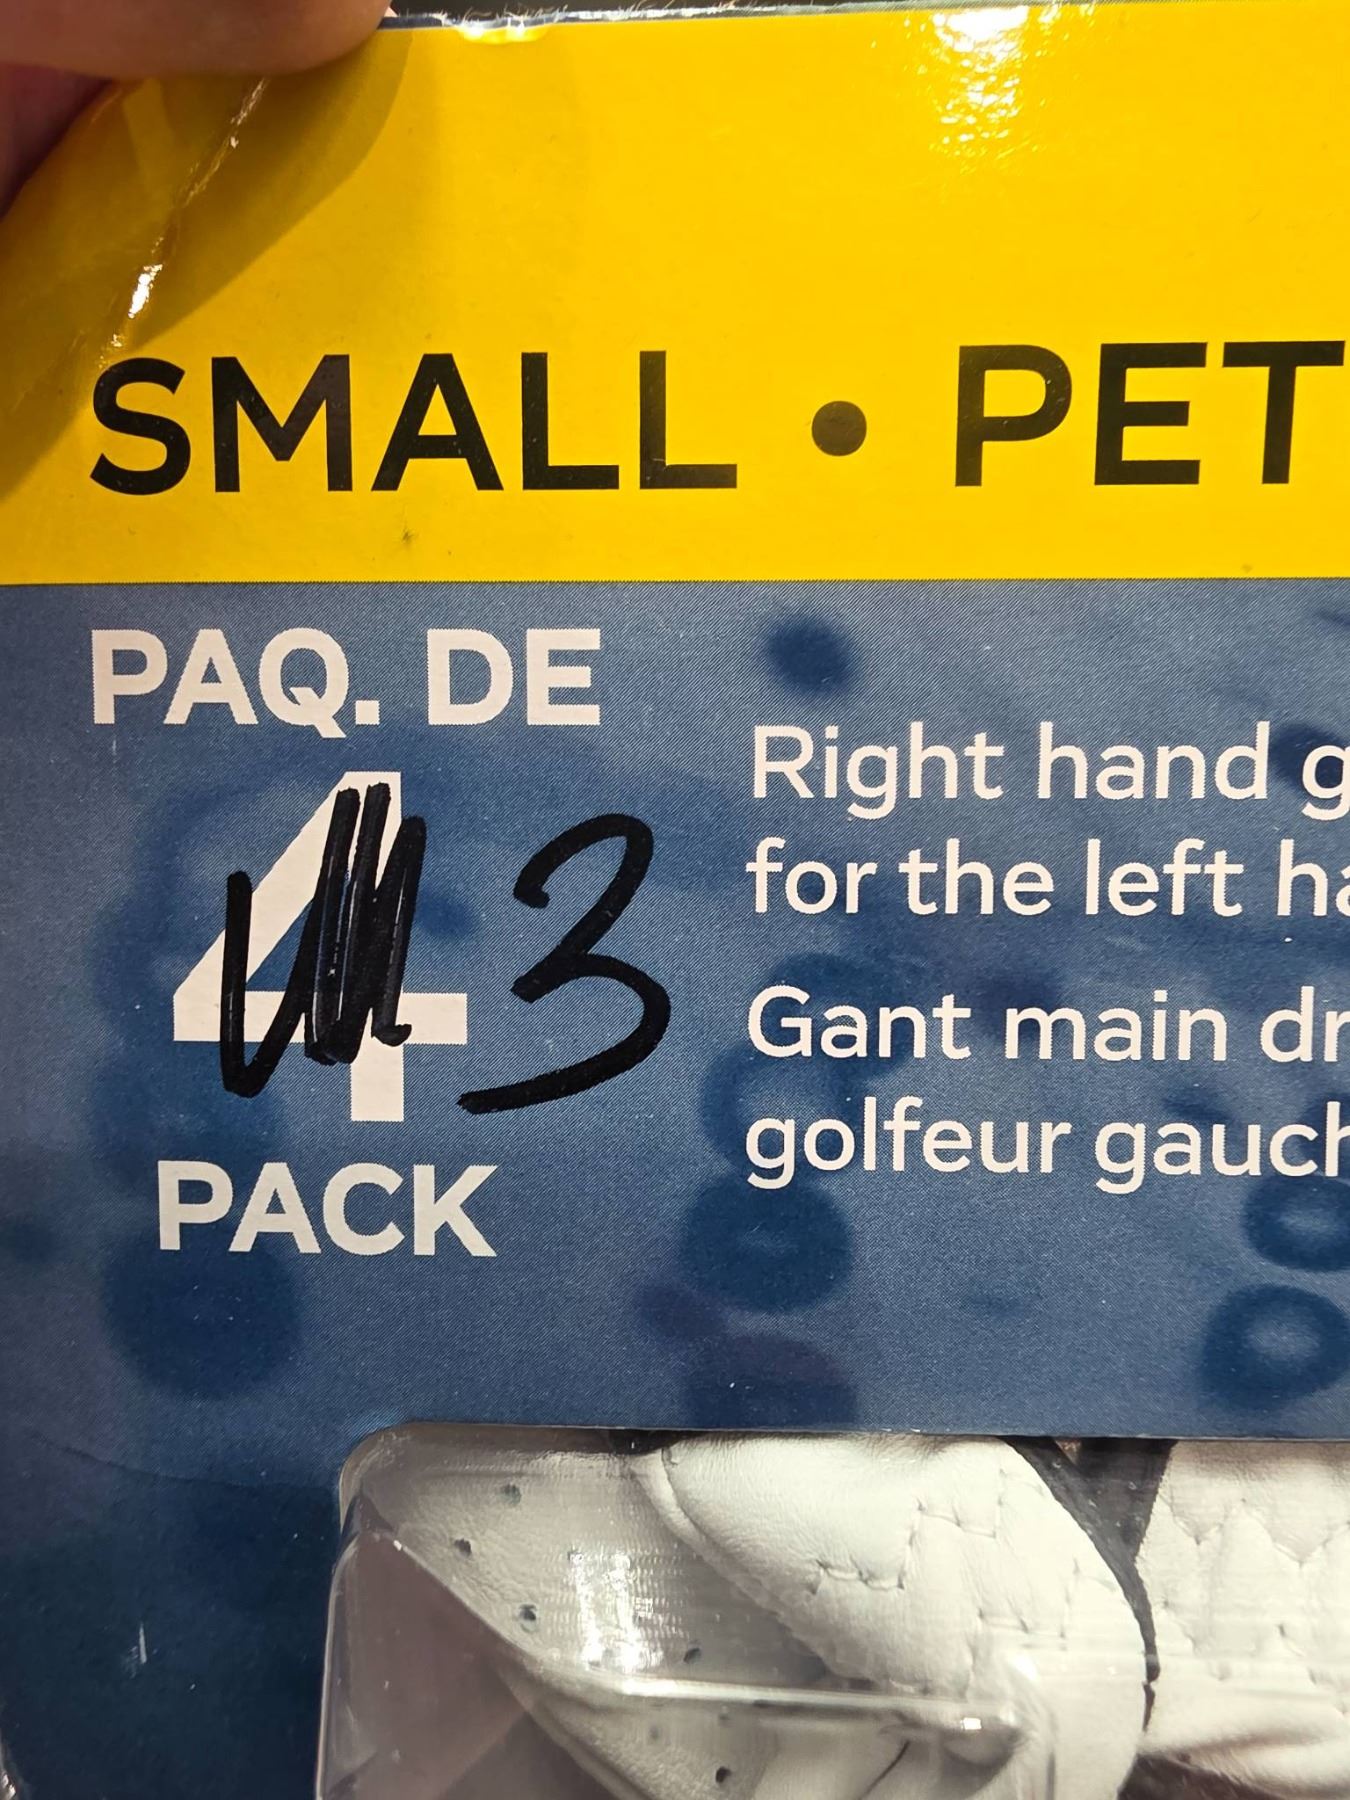 SMALL • PET
PAQ. DE
4 3
PACK
Right hand g
for the left ha
Gant main dr
golfeur gauch